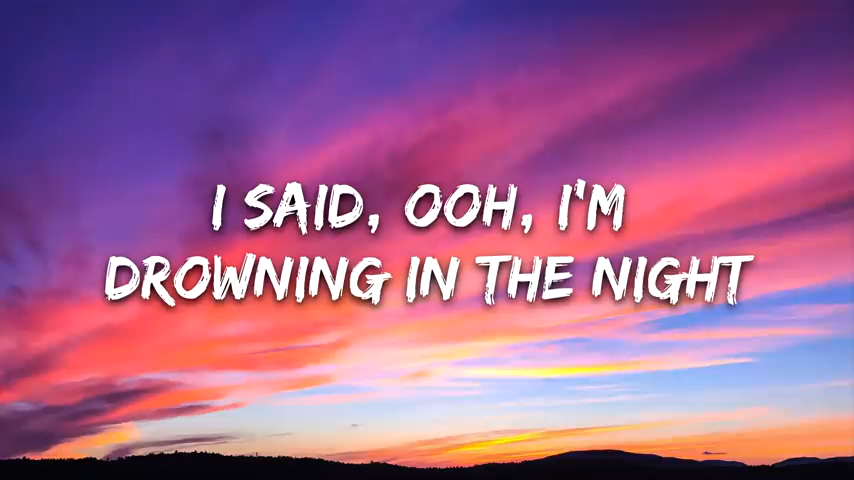 I SAID, OOH, I'M
DROWNING IN THE NIGHT